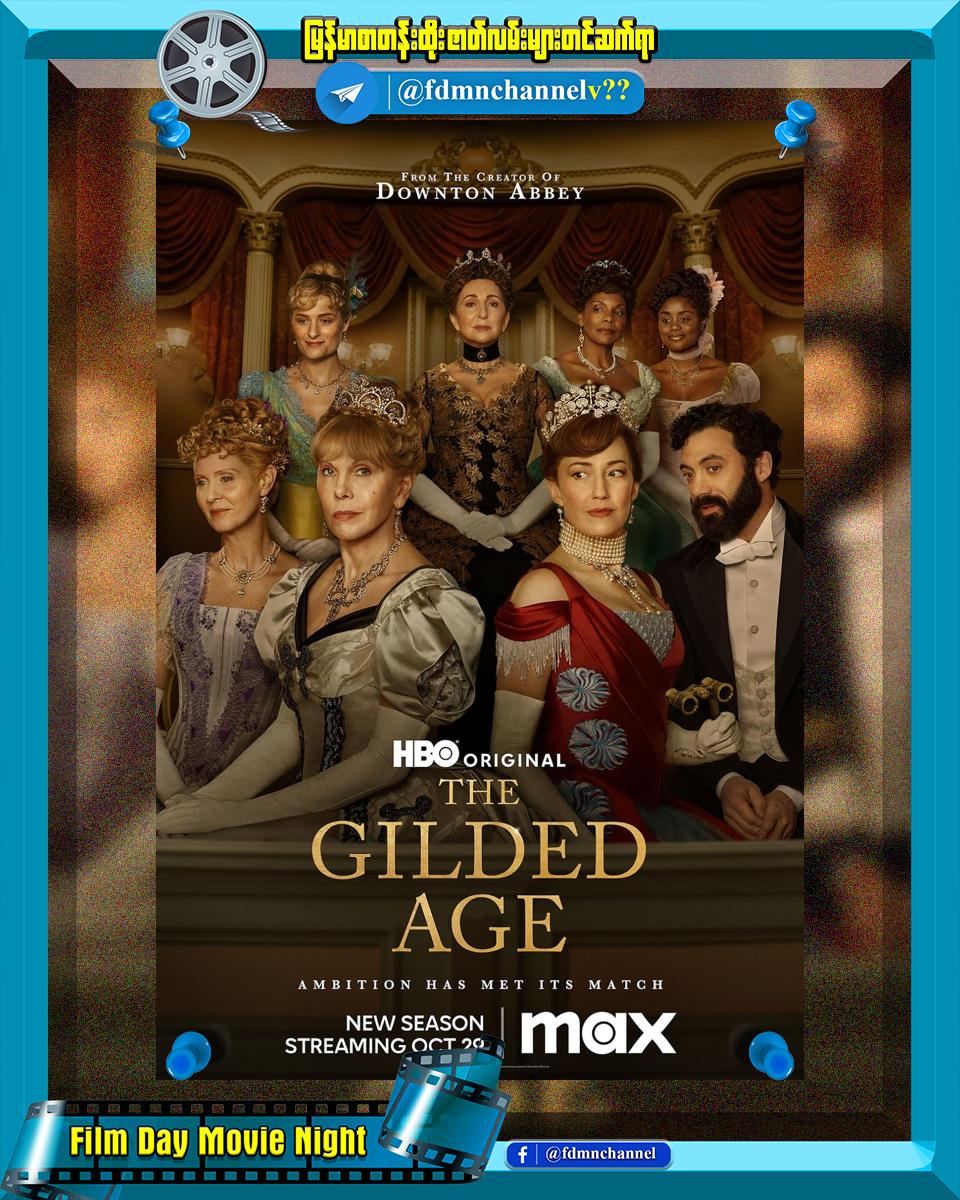 မြန်မာစာတန်းထိုးဇာတ်လမ်းများတင်ဆက်ရာ
@fdmnchannelv??
FROM THE CREATOR OF
DOWNTON ABBEY
HBO ORIGINAL
THE
GILDED
AGE
AMBITION HAS MET ITS MATCH
NEW SEASON
STREAMING OCT 29
max
Film Day Movie Night
f @fdmnchannel